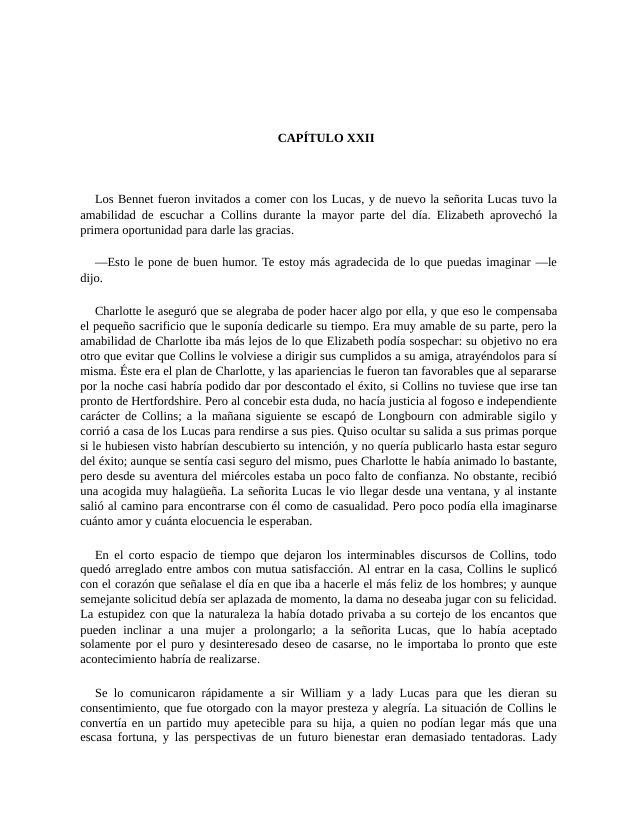 CAPÍTULO XXII
Los Bennet fueron invitados a comer con los Lucas, y de nuevo la señorita Lucas tuvo la
amabilidad de escuchar a Collins durante la mayor parte del día. Elizabeth aprovechó la
primera oportunidad para darle las gracias.
—Esto le pone de buen humor. Te estoy más agradecida de lo que puedas imaginar —le
dijo.
Charlotte le aseguró que se alegraba de poder hacer algo por ella, y que eso le compensaba
el pequeño sacrificio que le suponía dedicarle su tiempo. Era muy amable de su parte, pero la
amabilidad de Charlotte iba más lejos de lo que Elizabeth podía sospechar: su objetivo no era
otro que evitar que Collins le volviese a dirigir sus cumplidos a su amiga, atrayéndolos para sí
misma. Éste era el plan de Charlotte, y las apariencias le fueron tan favorables que al separarse
por la noche casi habría podido dar por descontado el éxito, si Collins no tuviese que irse tan
pronto de Hertfordshire. Pero al concebir esta duda, no hacía justicia al fogoso e independiente
carácter de Collins; a la mañana siguiente se escapó de Longbourn con admirable sigilo y
corrió a casa de los Lucas para rendirse a sus pies. Quiso ocultar su salida a sus primas porque
si le hubiesen visto habrían descubierto su intención, y no quería publicarlo hasta estar seguro
del éxito; aunque se sentía casi seguro del mismo, pues Charlotte le había animado lo bastante,
pero desde su aventura del miércoles estaba un poco falto de confianza. No obstante, recibió
una acogida muy halagüeña. La señorita Lucas le vio llegar desde una ventana, y al instante
salió al camino para encontrarse con él como de casualidad. Pero poco podía ella imaginarse
cuánto amor y cuánta elocuencia le esperaban.
En el corto espacio de tiempo que dejaron los interminables discursos de Collins, todo
quedó arreglado entre ambos con mutua satisfacción. Al entrar en la casa, Collins le suplicó
con el corazón que señalase el día en que iba a hacerle el más feliz de los hombres; y aunque
semejante solicitud debía ser aplazada de momento, la dama no deseaba jugar con su felicidad.
La estupidez con que la naturaleza la había dotado privaba a su cortejo de los encantos que
pueden inclinar a una mujer a prolongarlo; a la señorita Lucas, que lo había aceptado
solamente por el puro y desinteresado deseo de casarse, no le importaba lo pronto que este
acontecimiento habría de realizarse.
Se lo comunicaron rápidamente a sir William y a lady Lucas para que les dieran su
consentimiento, que fue otorgado con la mayor presteza y alegría. La situación de Collins le
convertía en un partido muy apetecible para su hija, a quien no podían legar más que una
escasa fortuna, y las perspectivas de un futuro bienestar eran demasiado tentadoras. Lady